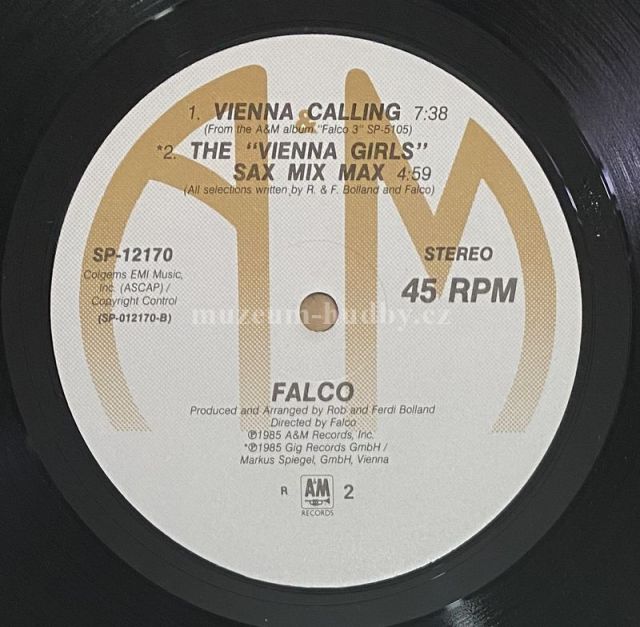 &
1. VIENNA CALLING 7:38
(From the A&M album "Falco 3" SP-5105)
*2. THE "VIENNA GIRLS"
SAX MIX MAX 4:59
(All selections written by R. & F. Bolland and Falco)
SP-12170
Colgems EMI Music,
Inc. (ASCAP) /
Copyright Control
(SP-012170-B)
STEREO
45 RPM
muzeum-hudby.cz
FALCO
Produced and Arranged by Rob and Ferdi Bolland
Directed by Falco
℗1985 A&M Records, Inc.
*℗1985 Gig Records GmbH /
Markus Spiegel, GmbH, Vienna
R A&M 2
RECORDS